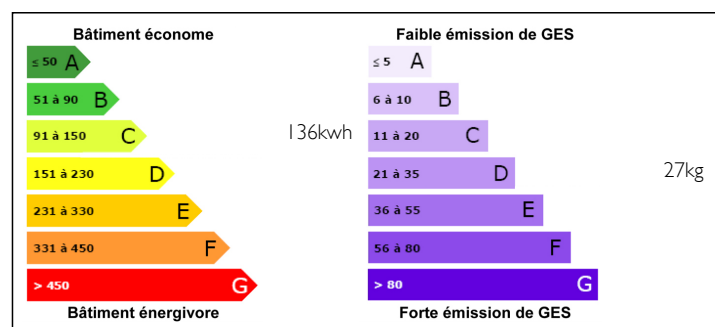 Bâtiment économe
≤ 50 A
51 à 90 B
91 à 150 C
151 à 230 D
231 à 330 E
331 à 450 F
> 450 G
Bâtiment énergivore
136kwh
Faible émission de GES
≤ 5 A
6 à 10 B
11 à 20 C
21 à 35 D
36 à 55 E
56 à 80 F
> 80 G
Forte émission de GES
27kg